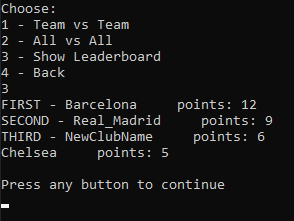 Choose:
1 - Team vs Team
2 - All vs All
3 - Show Leaderboard
4 - Back
3
FIRST - Barcelona     points: 12
SECOND - Real_Madrid     points: 9
THIRD - NewClubName     points: 6
Chelsea     points: 5

Press any button to continue